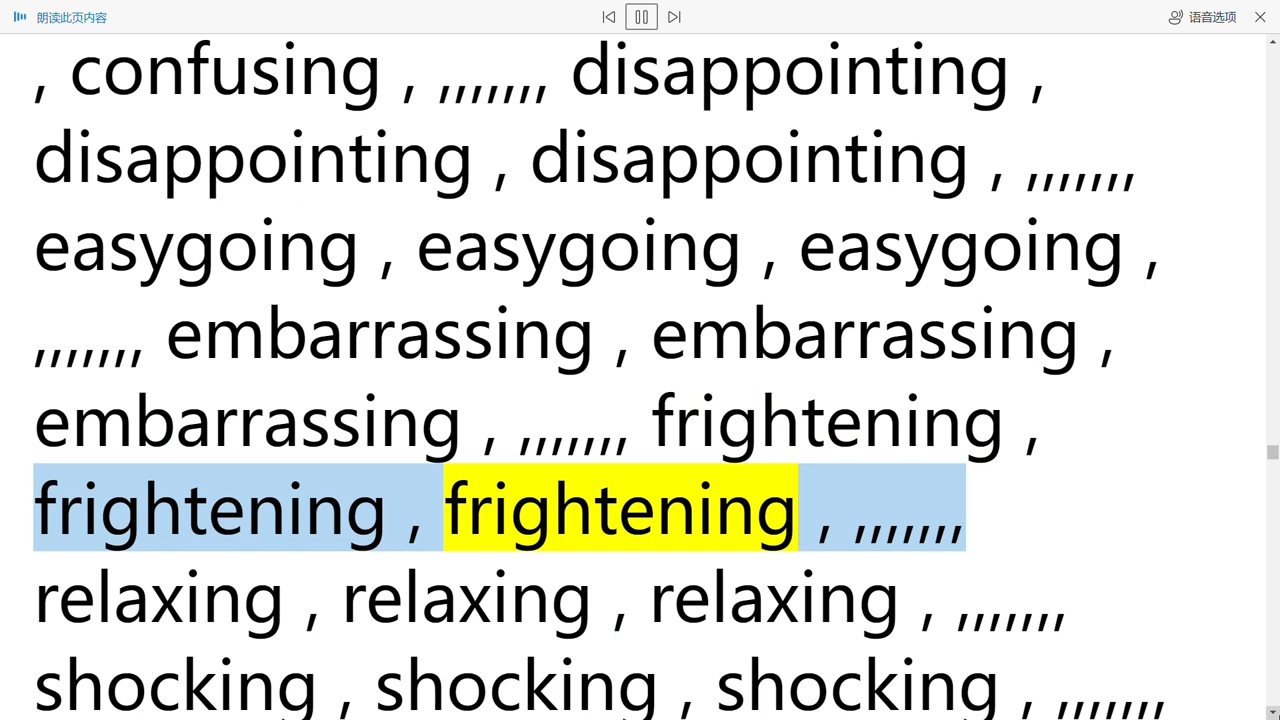 朗读此页内容 语音选项
, confusing , ,,,,,,, disappointing ,
disappointing , disappointing , ,,,,,,,
easygoing , easygoing , easygoing ,
,,,,,,, embarrassing , embarrassing ,
embarrassing , ,,,,,,, frightening ,
frightening , frightening , ,,,,,,,
relaxing , relaxing , relaxing , ,,,,,,,
shocking , shocking , shocking , ,,,,,,,